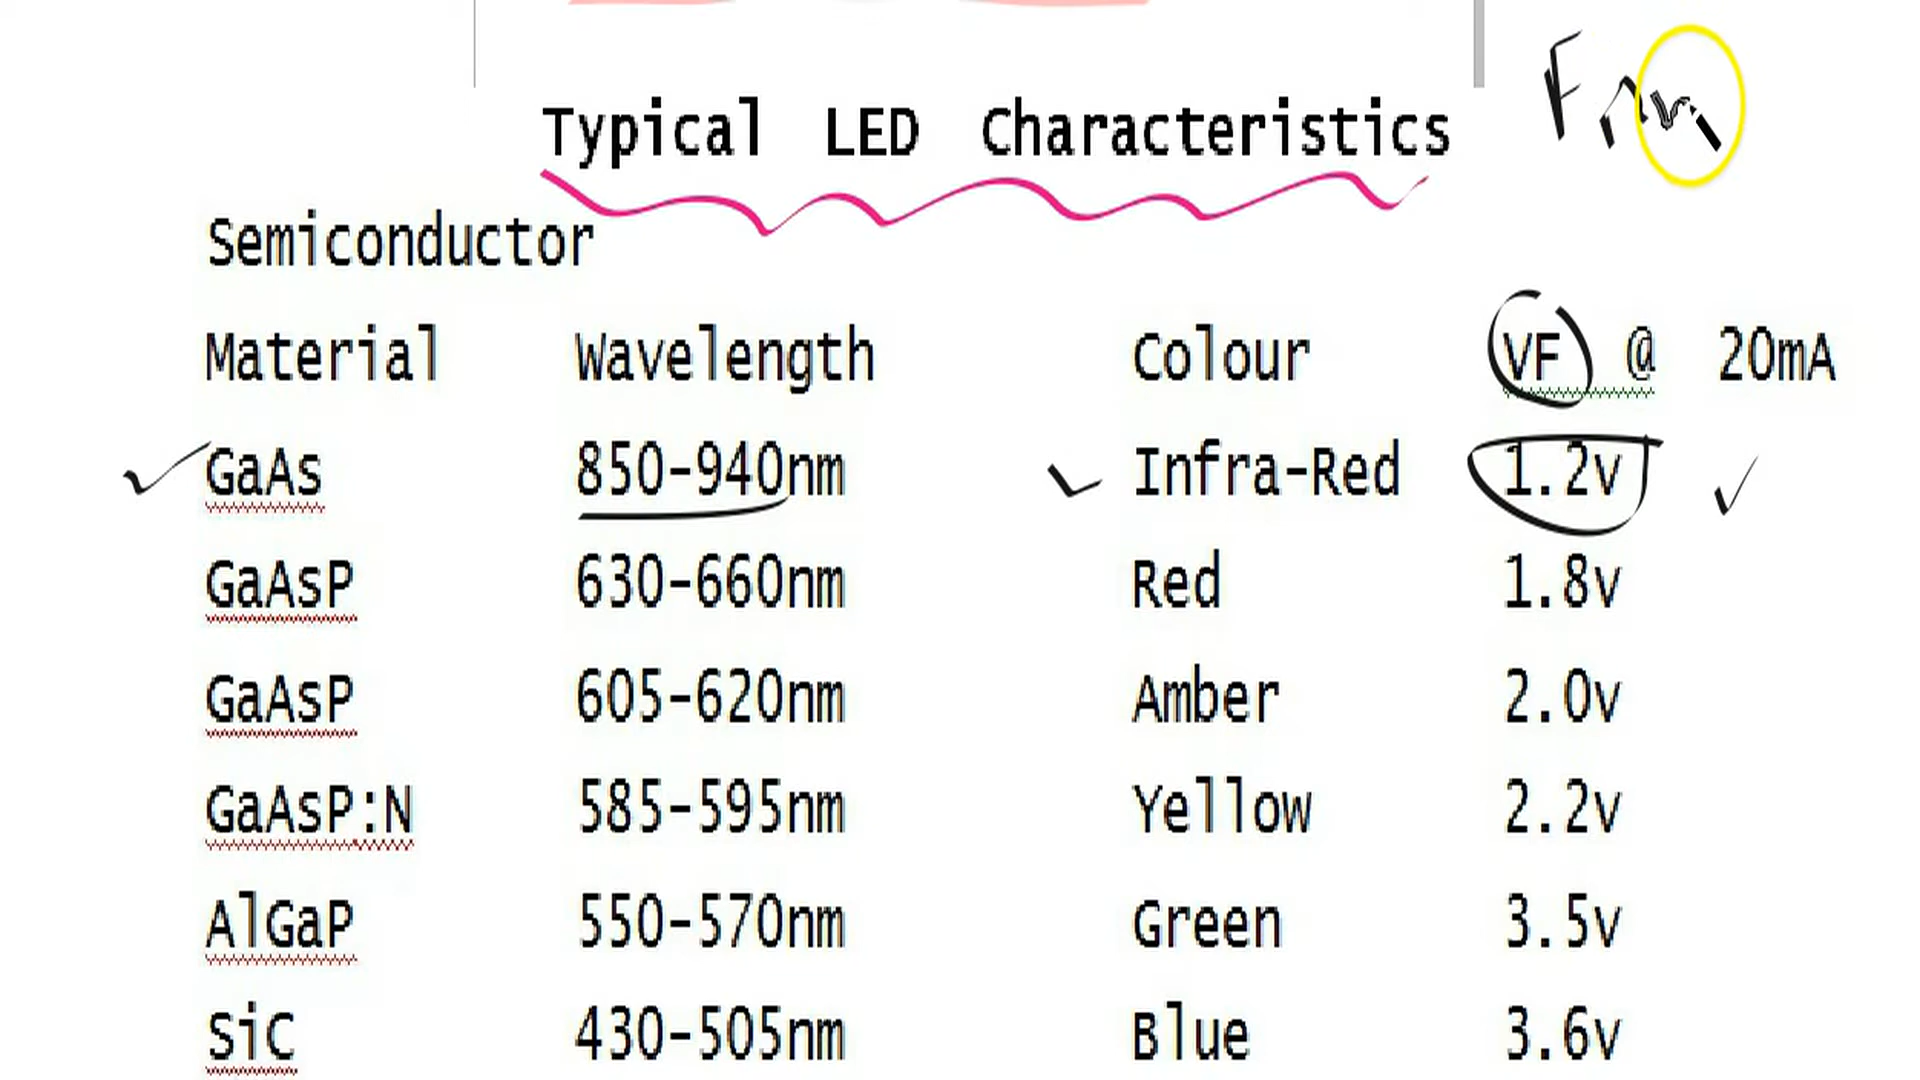 Typical LED Characteristics
Semiconductor
Material Wavelength Colour VF @ 20mA
GaAs 850-940nm Infra-Red 1.2v
GaAsP 630-660nm Red 1.8v
GaAsP 605-620nm Amber 2.0v
GaAsP:N 585-595nm Yellow 2.2v
AlGaP 550-570nm Green 3.5v
SiC 430-505nm Blue 3.6v